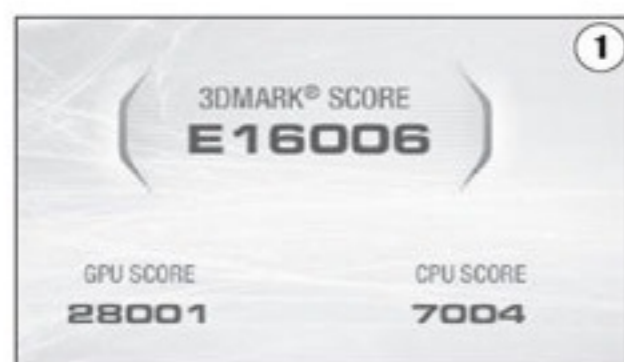 1
3DMARK® SCORE
E16006
GPU SCORE
28001
CPU SCORE
7004